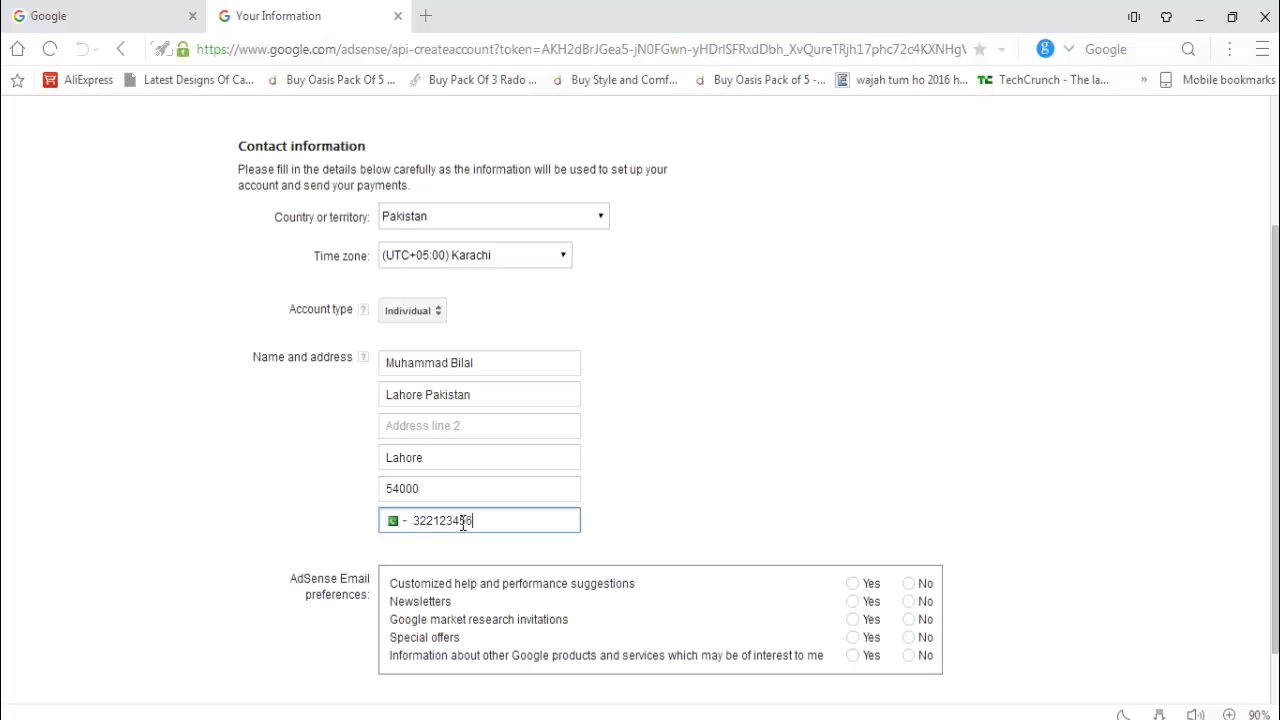 Google
Your Information
https://www.google.com/adsense/api-createaccount?token=AKH2dBrJGea5-jN0FGwn-yHDrlSFRxdDbh_XvQureTRjh17phc72c4KXNHgV
Google
AliExpress
Latest Designs Of Ca...
Buy Oasis Pack Of 5 ...
Buy Pack Of 3 Rado ...
Buy Style and Comf...
Buy Oasis Pack of 5 -...
wajah tum ho 2016 h...
TechCrunch - The la...
»
Mobile bookmarks
Contact information
Please fill in the details below carefully as the information will be used to set up your
account and send your payments.
Country or territory: Pakistan
Time zone: (UTC+05:00) Karachi
Account type ? Individual
Name and address ? Muhammad Bilal
Lahore Pakistan
Address line 2
Lahore
54000
- 322123456
AdSense Email
preferences:
Customized help and performance suggestions Yes No
Newsletters Yes No
Google market research invitations Yes No
Special offers Yes No
Information about other Google products and services which may be of interest to me Yes No
90%